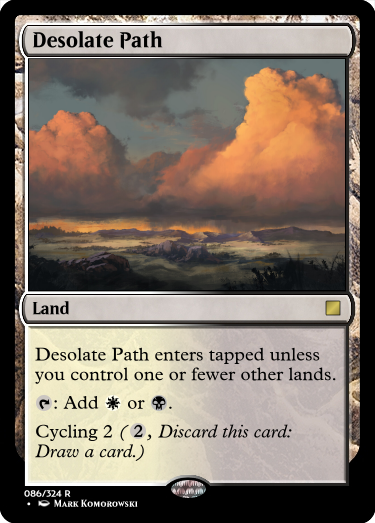 Desolate Path
Land
Desolate Path enters tapped unless
you control one or fewer other lands.
: Add or .
Cycling 2 ( 2, Discard this card:
Draw a card.)
086/324 R
• Mark Komorowski